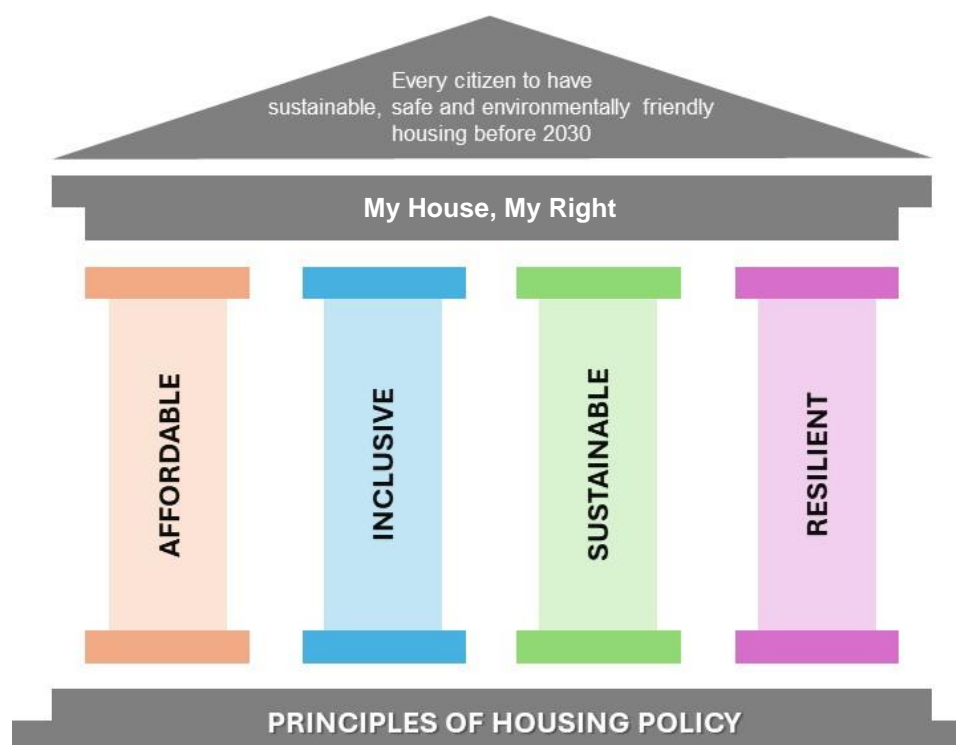 Every citizen to have
sustainable, safe and environmentally friendly
housing before 2030
My House, My Right
AFFORDABLE
INCLUSIVE
SUSTAINABLE
RESILIENT
PRINCIPLES OF HOUSING POLICY